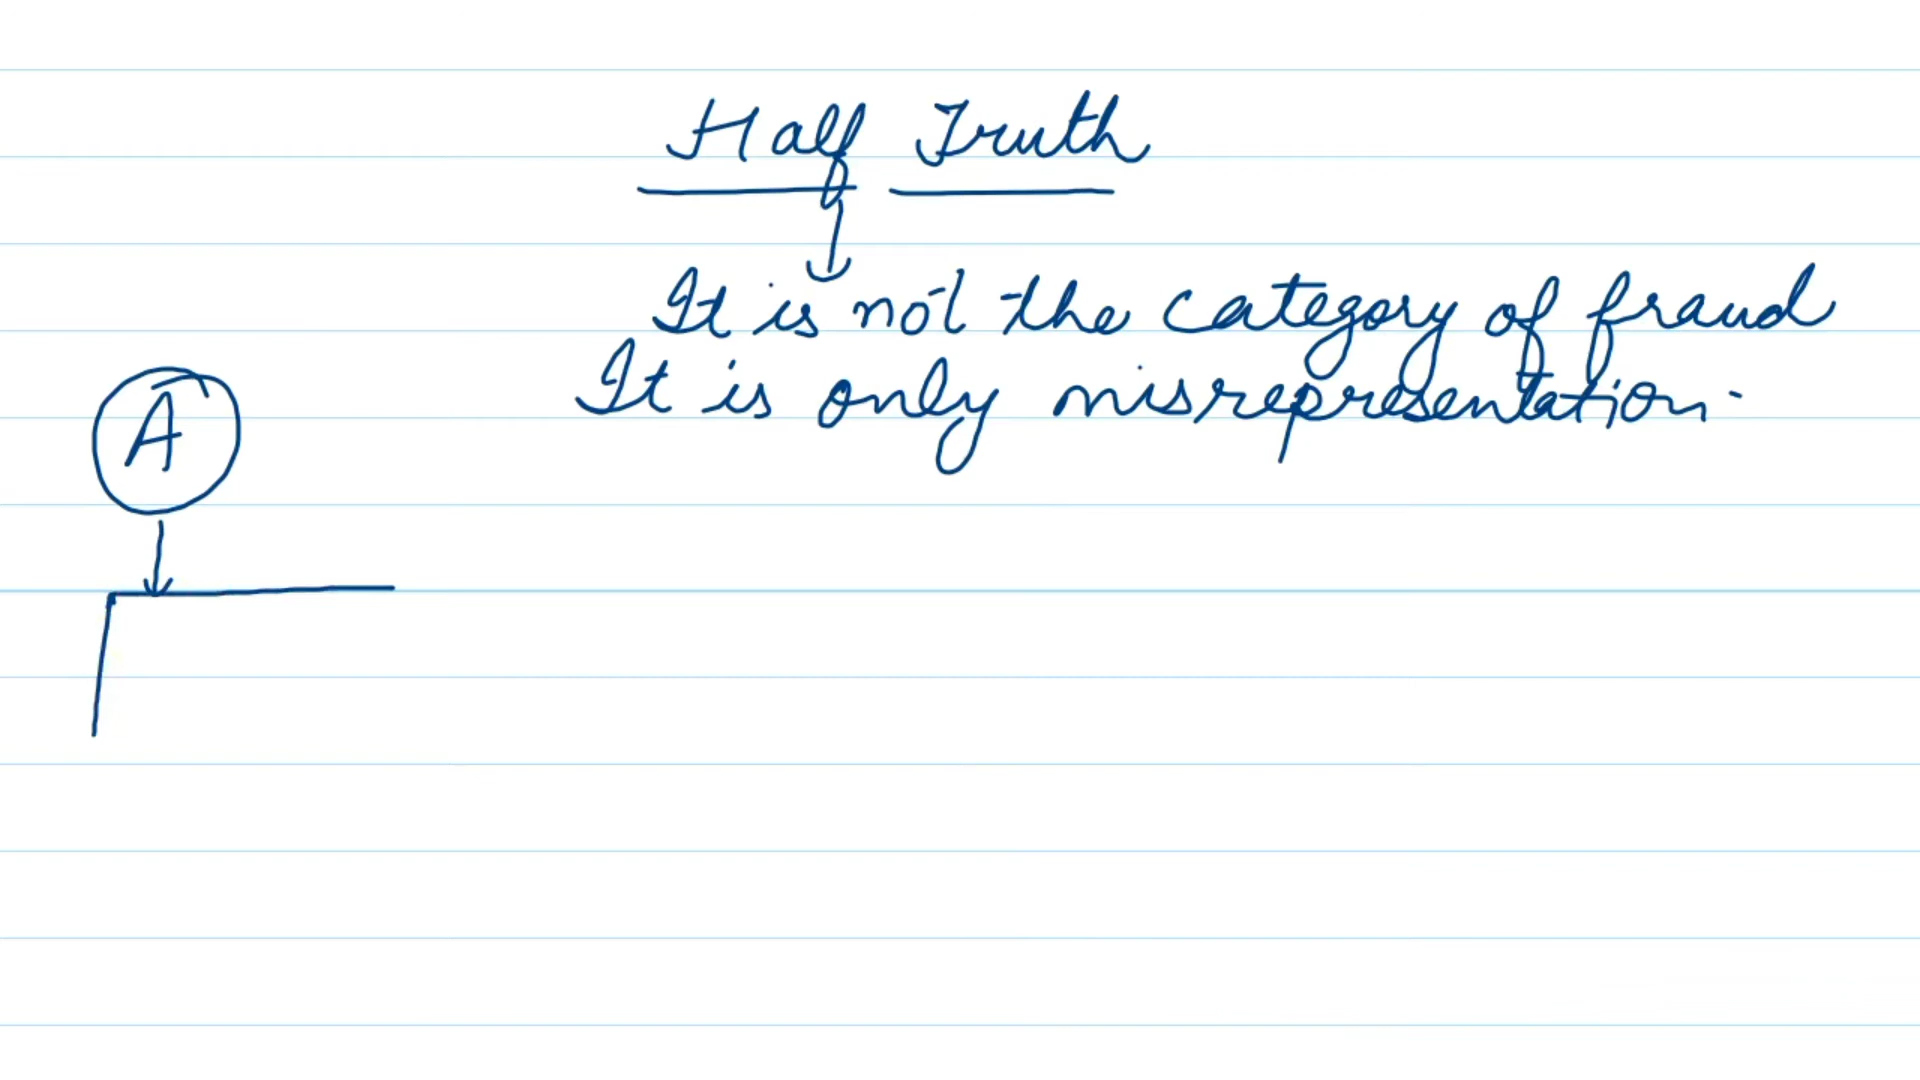 Half Truth
It is not the category of fraud
It is only misrepresentation.
A